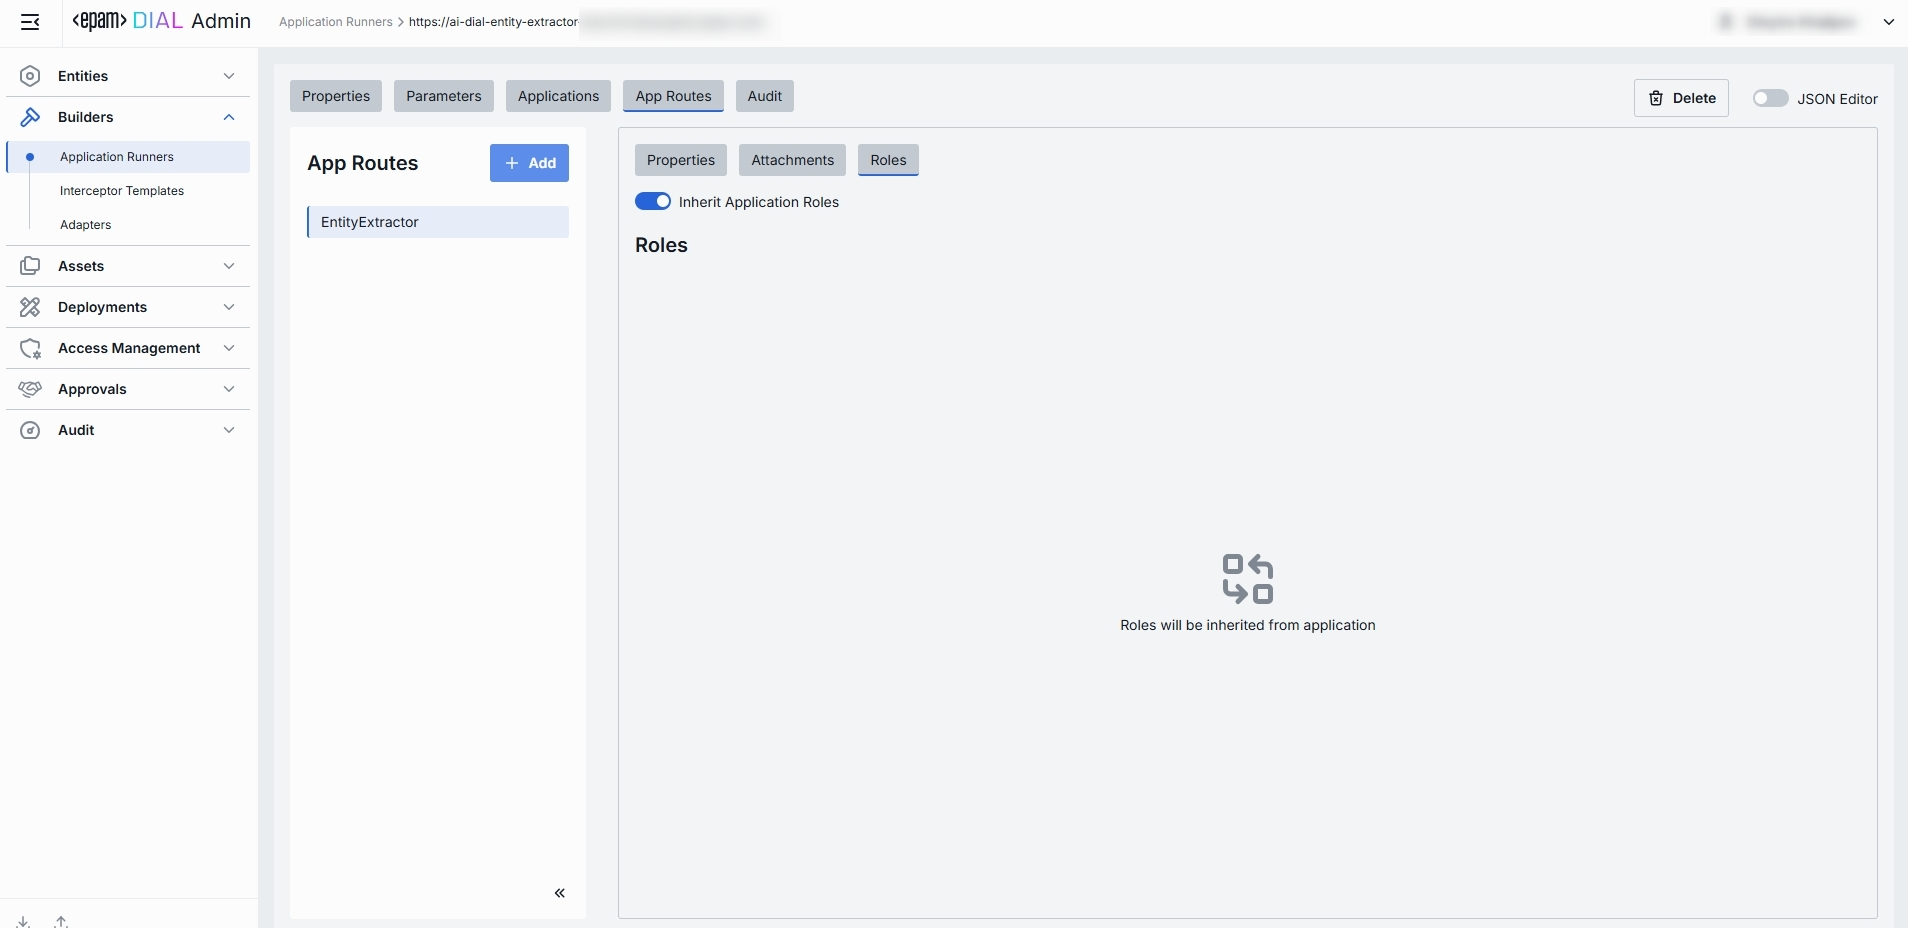 <epam> DIAL Admin
Application Runners > https://ai-dial-entity-extractor-
Entities
Builders
Application Runners
Interceptor Templates
Adapters
Assets
Deployments
Access Management
Approvals
Audit
Properties
Parameters
Applications
App Routes
Audit
Delete
JSON Editor
App Routes
+ Add
EntityExtractor
Properties
Attachments
Roles
Inherit Application Roles
Roles
Roles will be inherited from application